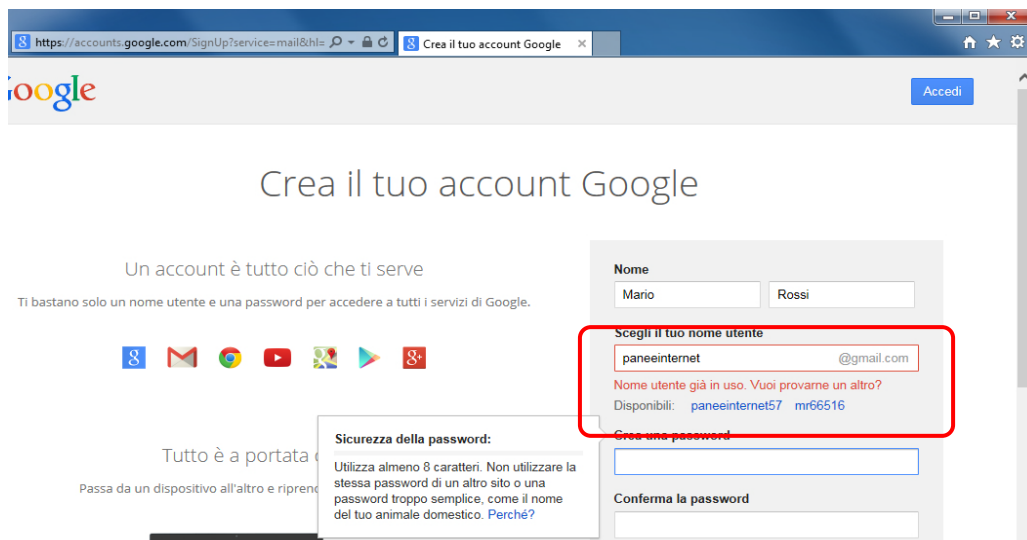 https://accounts.google.com/SignUp?service=mail&hl=
Crea il tuo account Google
Google
Accedi
Crea il tuo account Google
Un account è tutto ciò che ti serve
Ti bastano solo un nome utente e una password per accedere a tutti i servizi di Google.
Nome
Mario Rossi
Scegli il tuo nome utente
paneeinternet @gmail.com
Nome utente già in uso. Vuoi provarne un altro?
Disponibili: paneeinternet57 mr66516
Tutto è a portata
Passa da un dispositivo all'altro e
Sicurezza della password:
Utilizza almeno 8 caratteri. Non utilizzare la
stessa password di un altro sito o una
password troppo semplice, come il nome
del tuo animale domestico. Perché?
Crea una password
Conferma la password